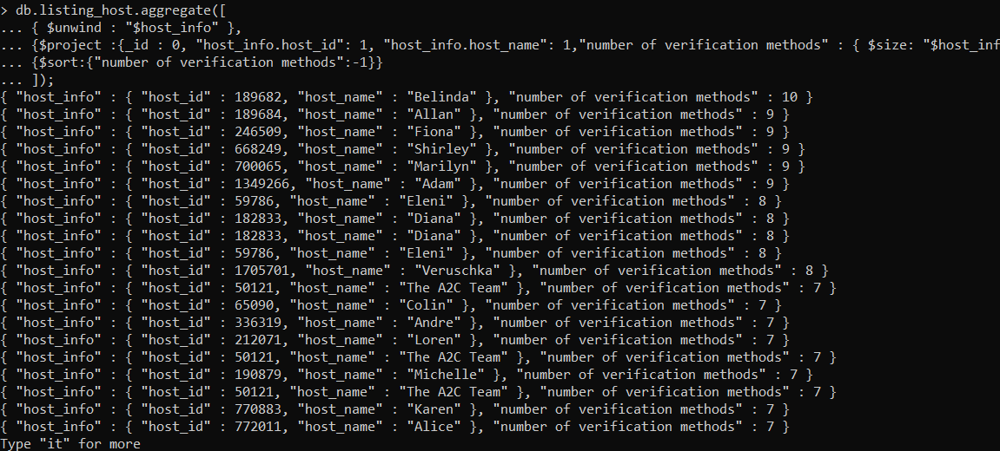 > db.listing_host.aggregate([
... { $unwind : "$host_info" },
... {$project :{_id : 0, "host_info.host_id": 1, "host_info.host_name": 1,"number of verification methods" : { $size: "$host_inf
... {$sort:{"number of verification methods":-1}}
... ]);
{ "host_info" : { "host_id" : 189682, "host_name" : "Belinda" }, "number of verification methods" : 10 }
{ "host_info" : { "host_id" : 189684, "host_name" : "Allan" }, "number of verification methods" : 9 }
{ "host_info" : { "host_id" : 246509, "host_name" : "Fiona" }, "number of verification methods" : 9 }
{ "host_info" : { "host_id" : 668249, "host_name" : "Shirley" }, "number of verification methods" : 9 }
{ "host_info" : { "host_id" : 700065, "host_name" : "Marilyn" }, "number of verification methods" : 9 }
{ "host_info" : { "host_id" : 1349266, "host_name" : "Adam" }, "number of verification methods" : 9 }
{ "host_info" : { "host_id" : 59786, "host_name" : "Eleni" }, "number of verification methods" : 8 }
{ "host_info" : { "host_id" : 182833, "host_name" : "Diana" }, "number of verification methods" : 8 }
{ "host_info" : { "host_id" : 182833, "host_name" : "Diana" }, "number of verification methods" : 8 }
{ "host_info" : { "host_id" : 59786, "host_name" : "Eleni" }, "number of verification methods" : 8 }
{ "host_info" : { "host_id" : 1705701, "host_name" : "Veruschka" }, "number of verification methods" : 8 }
{ "host_info" : { "host_id" : 50121, "host_name" : "The A2C Team" }, "number of verification methods" : 7 }
{ "host_info" : { "host_id" : 65090, "host_name" : "Colin" }, "number of verification methods" : 7 }
{ "host_info" : { "host_id" : 336319, "host_name" : "Andre" }, "number of verification methods" : 7 }
{ "host_info" : { "host_id" : 212071, "host_name" : "Loren" }, "number of verification methods" : 7 }
{ "host_info" : { "host_id" : 50121, "host_name" : "The A2C Team" }, "number of verification methods" : 7 }
{ "host_info" : { "host_id" : 190879, "host_name" : "Michelle" }, "number of verification methods" : 7 }
{ "host_info" : { "host_id" : 50121, "host_name" : "The A2C Team" }, "number of verification methods" : 7 }
{ "host_info" : { "host_id" : 770883, "host_name" : "Karen" }, "number of verification methods" : 7 }
{ "host_info" : { "host_id" : 772011, "host_name" : "Alice" }, "number of verification methods" : 7 }
Type "it" for more